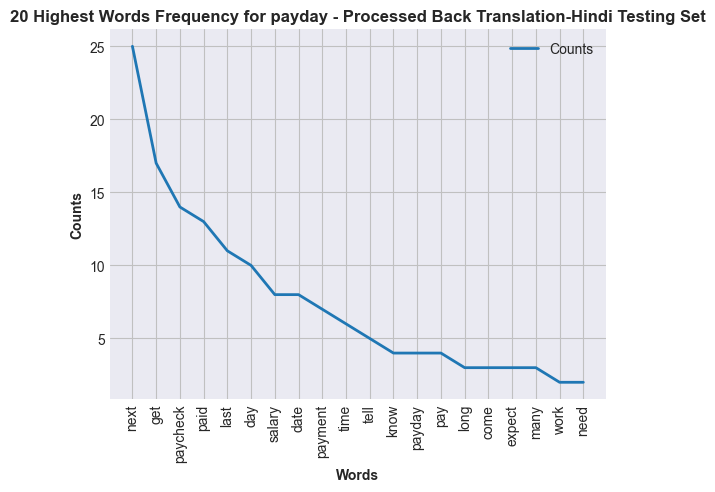 20 Highest Words Frequency for payday - Processed Back Translation-Hindi Testing Set
Counts
25
20
15
10
5
Counts
next
get
paycheck
paid
last
day
salary
date
payment
time
tell
know
payday
pay
long
come
expect
many
work
need
Words